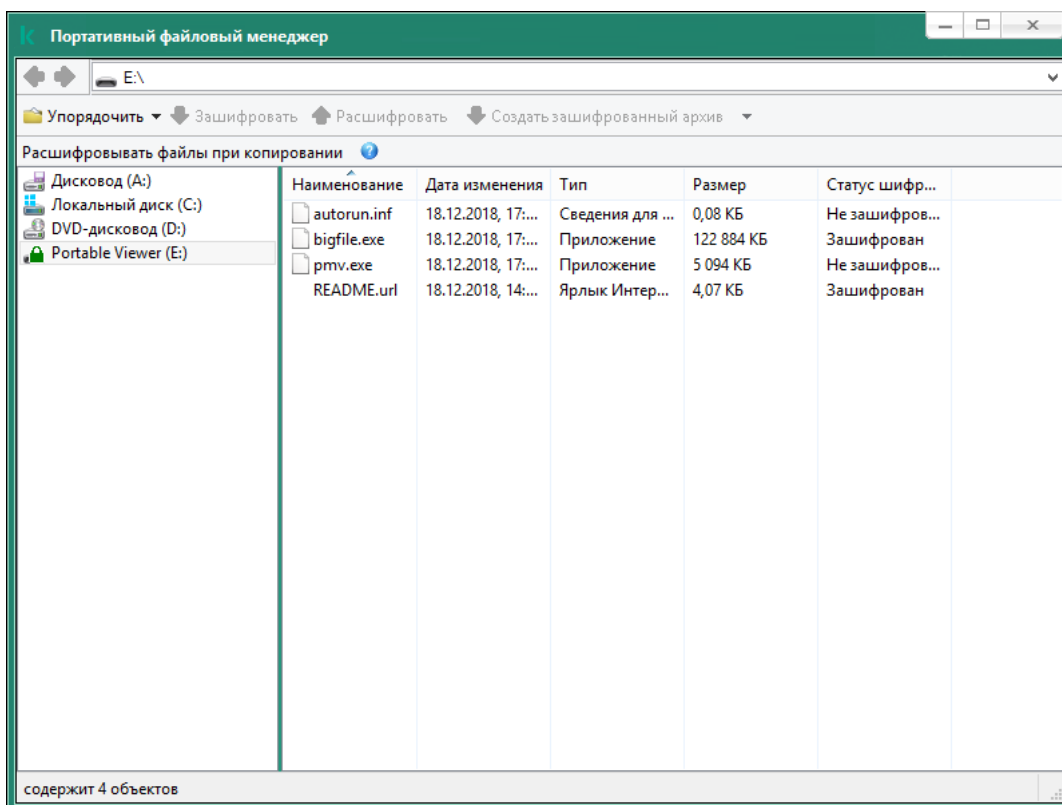 Портативный файловый менеджер
E:\
Упорядочить Зашифровать Расшифровать Создать зашифрованный архив
Расшифровывать файлы при копировании
Дисковод (A:)
Локальный диск (C:)
DVD-дисковод (D:)
Portable Viewer (E:)
Наименование Дата изменения Тип Размер Статус шифр...
autorun.inf 18.12.2018, 17:... Сведения для ... 0,08 КБ Не зашифров...
bigfile.exe 18.12.2018, 17:... Приложение 122 884 КБ Зашифрован
pmv.exe 18.12.2018, 17:... Приложение 5 094 КБ Не зашифров...
README.url 18.12.2018, 14:... Ярлык Интер... 4,07 КБ Зашифрован
содержит 4 объектов